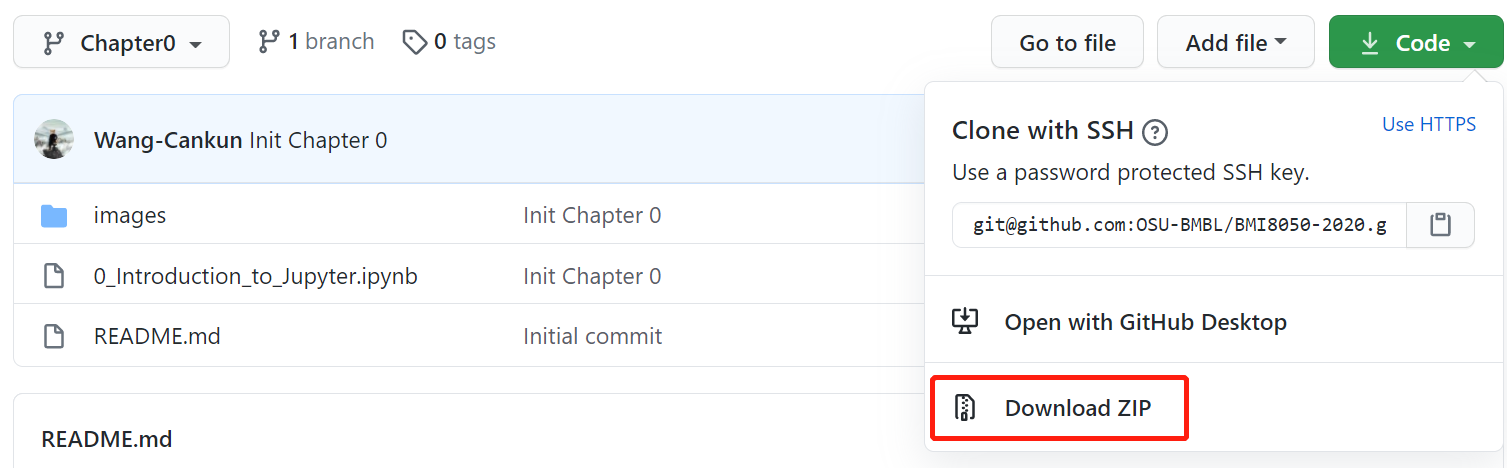 Chapter0 1 branch 0 tags Go to file Add file Code
Wang-Cankun Init Chapter 0
images Init Chapter 0
0_Introduction_to_Jupyter.ipynb Init Chapter 0
README.md Initial commit
README.md
Clone with SSH ? Use HTTPS
Use a password protected SSH key.
git@github.com:OSU-BMBL/BMI8050-2020.g
Open with GitHub Desktop
Download ZIP